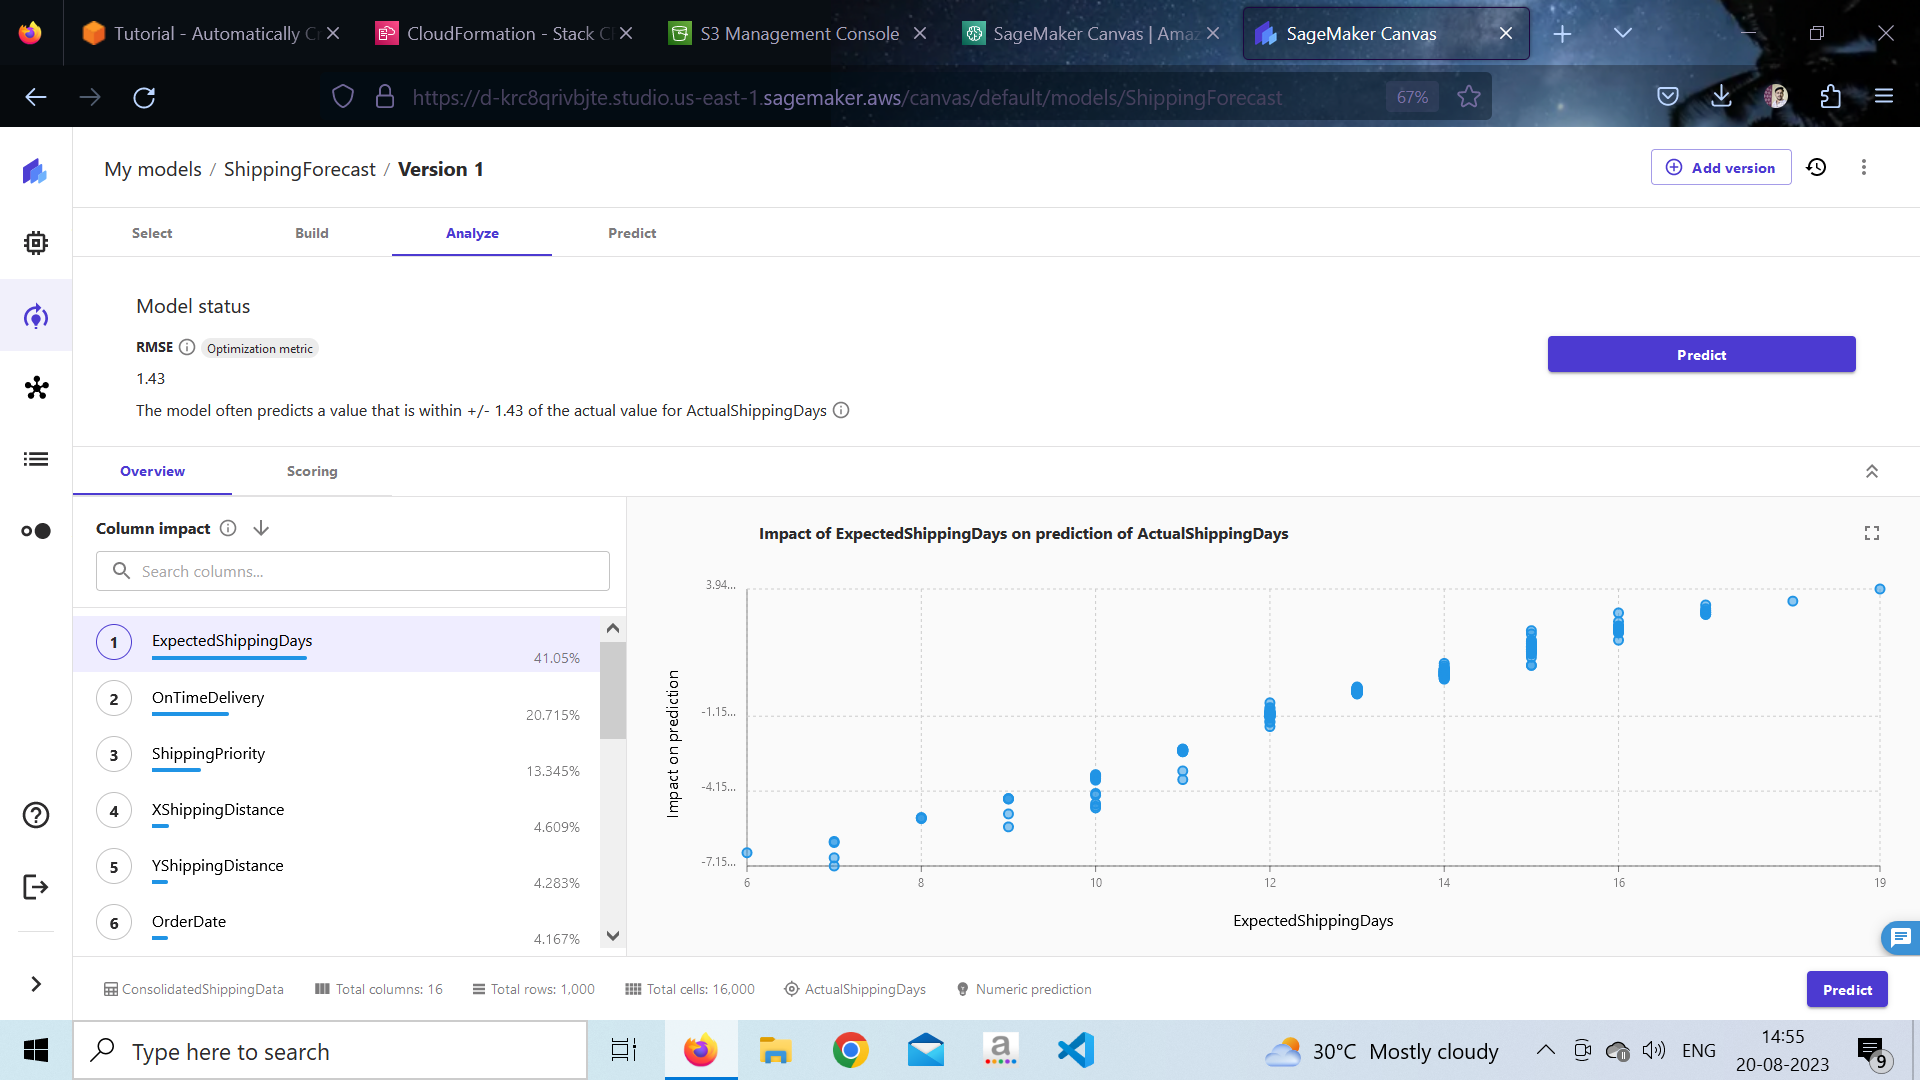 Tutorial - Automatically Cr
CloudFormation - Stack C
S3 Management Console
SageMaker Canvas | Amaz
SageMaker Canvas
https://d-krc8qrivbjte.studio.us-east-1.sagemaker.aws/canvas/default/models/ShippingForecast
67%
My models / ShippingForecast / Version 1
Add version
Select
Build
Analyze
Predict
Model status
RMSE
Optimization metric
1.43
The model often predicts a value that is within +/- 1.43 of the actual value for ActualShippingDays
Predict
Overview
Scoring
Column impact
Search columns...
1 ExpectedShippingDays 41.05%
2 OnTimeDelivery 20.715%
3 ShippingPriority 13.345%
4 XShippingDistance 4.609%
5 YShippingDistance 4.283%
6 OrderDate 4.167%
Impact of ExpectedShippingDays on prediction of ActualShippingDays
Impact on prediction
3.94...
-1.15...
-4.15...
-7.15...
6 8 10 12 14 16 19
ExpectedShippingDays
ConsolidatedShippingData
Total columns: 16
Total rows: 1,000
Total cells: 16,000
ActualShippingDays
Numeric prediction
Predict
Type here to search
a
30°C Mostly cloudy
ENG
14:55
20-08-2023
9